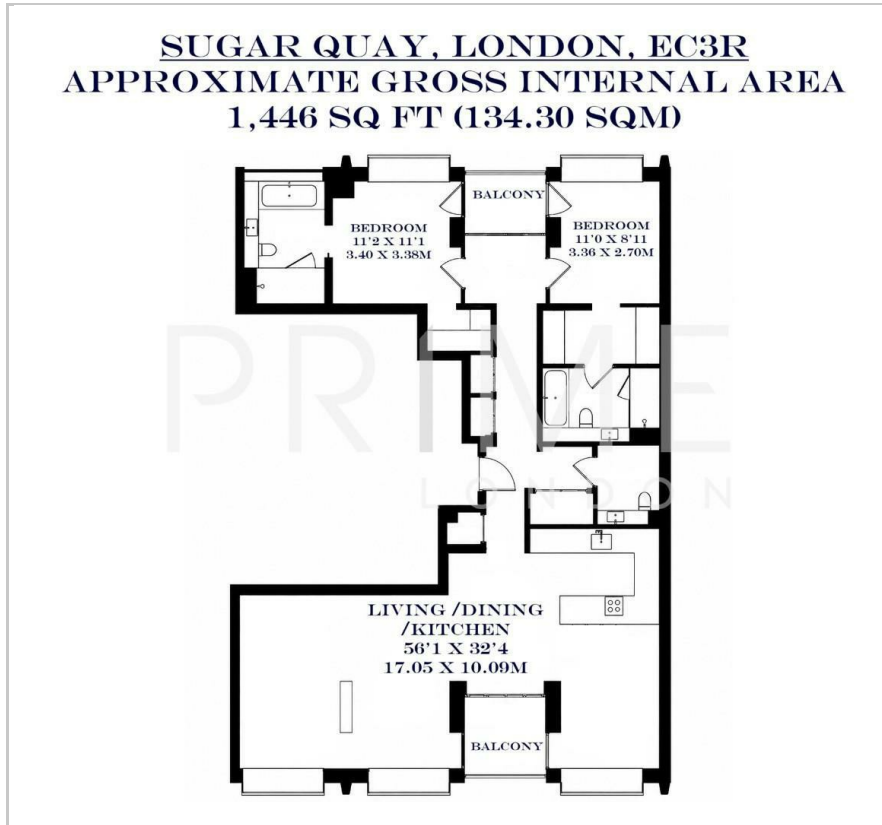 SUGAR QUAY, LONDON, EC3R
APPROXIMATE GROSS INTERNAL AREA
1,446 SQ FT (134.30 SQM)
BALCONY
BEDROOM
11'2 X 11'1
3.40 X 3.38M
BEDROOM
11'0 X 8'11
3.36 X 2.70M
PRIME
LONDON
LIVING /DINING
/KITCHEN
56'1 X 32'4
17.05 X 10.09M
BALCONY